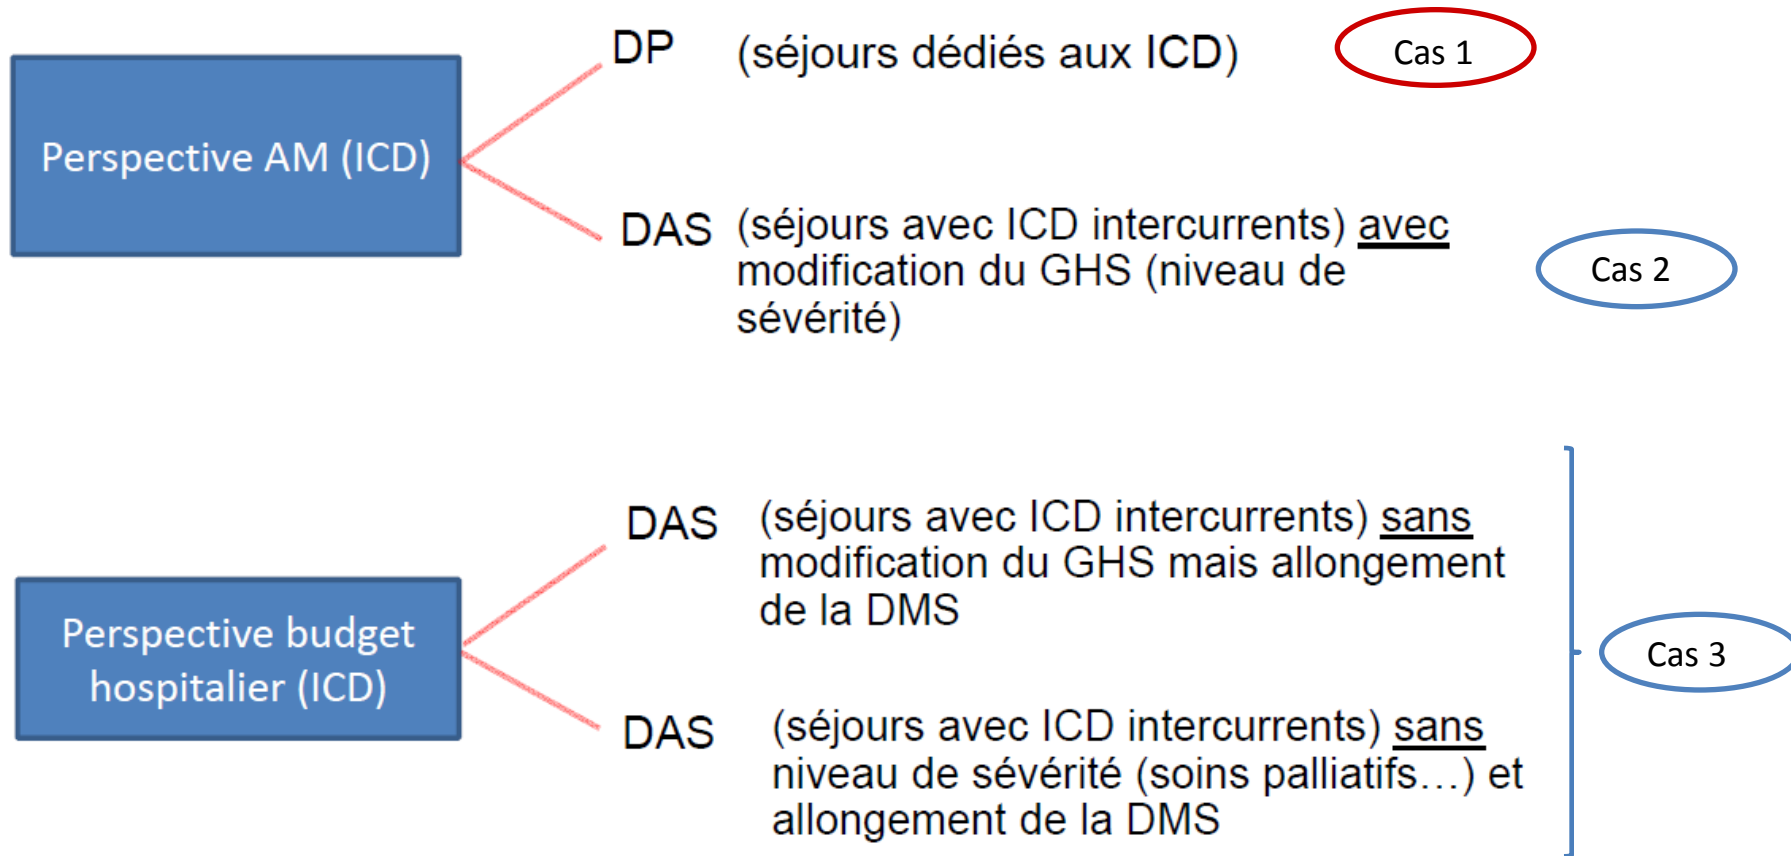 DP (séjours dédiés aux ICD)
Cas 1
Perspective AM (ICD)
DAS (séjours avec ICD intercurrents) avec
modification du GHS (niveau de
sévérité)
Cas 2
DAS (séjours avec ICD intercurrents) sans
modification du GHS mais allongement
de la DMS
Perspective budget
hospitalier (ICD)
Cas 3
DAS (séjours avec ICD intercurrents) sans
niveau de sévérité (soins palliatifs...) et
allongement de la DMS